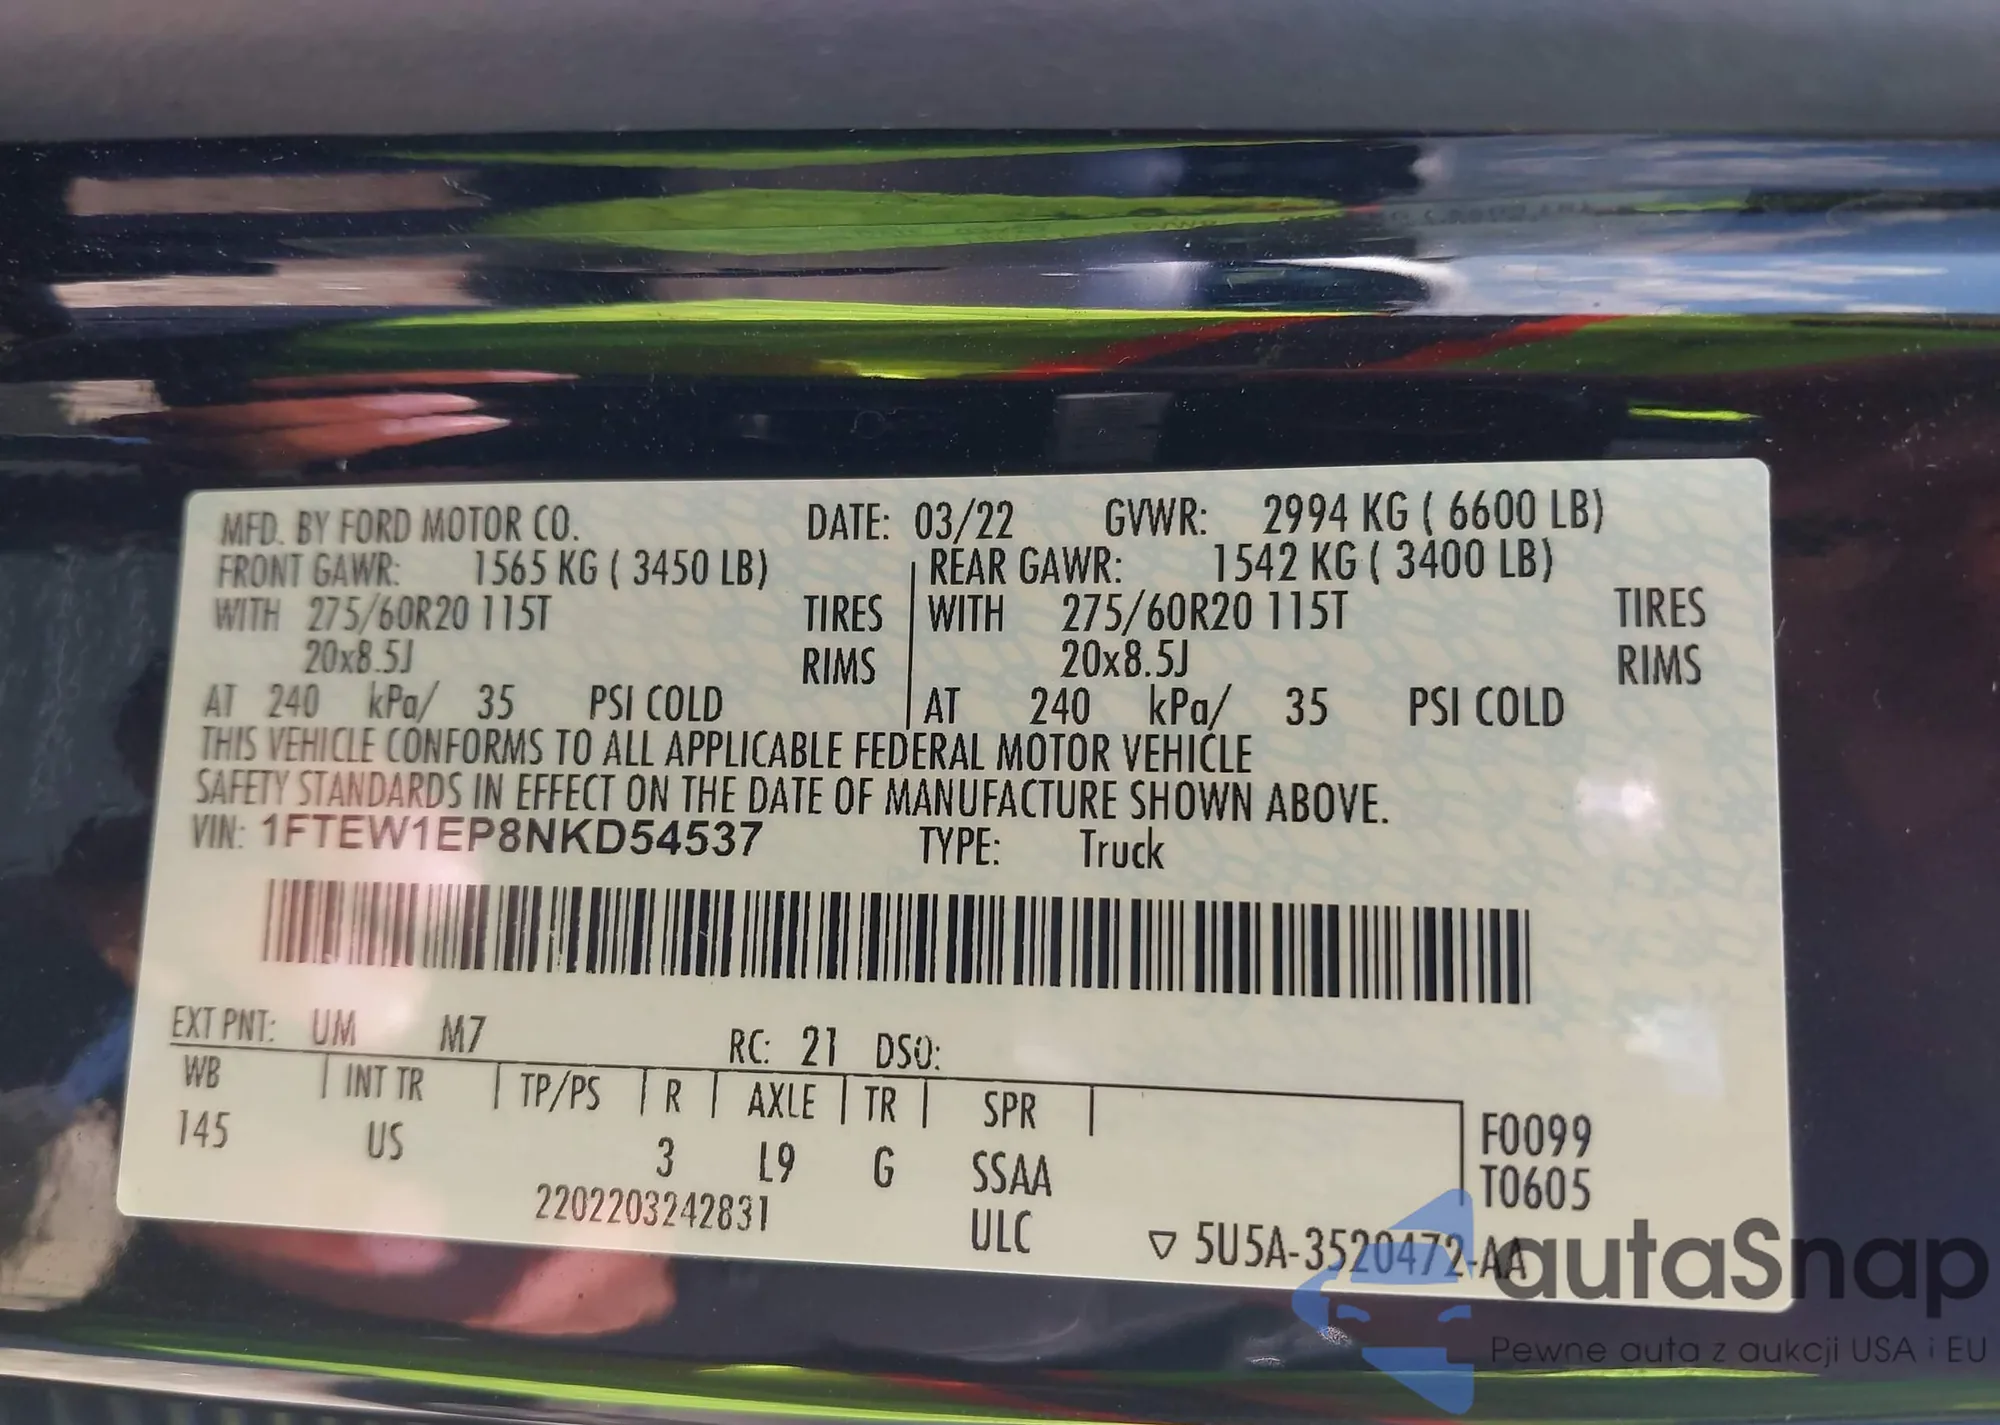 MFD. BY FORD MOTOR CO. DATE: 03/22 GVWR: 2994 KG ( 6600 LB)
FRONT GAWR: 1565 KG ( 3450 LB) REAR GAWR: 1542 KG ( 3400 LB)
WITH 275/60R20 115T TIRES WITH 275/60R20 115T TIRES
20x8.5J RIMS 20x8.5J RIMS
AT 240 kPa/ 35 PSI COLD AT 240 kPa/ 35 PSI COLD
THIS VEHICLE CONFORMS TO ALL APPLICABLE FEDERAL MOTOR VEHICLE
SAFETY STANDARDS IN EFFECT ON THE DATE OF MANUFACTURE SHOWN ABOVE.
VIN: 1FTEW1EP8NKD54537 TYPE: Truck
EXT PNT: UM M7 RC: 21 DSO:
WB INT TR TP/PS R AXLE TR SPR F0099
145 US 3 L9 G SSAA T0605
2202203242831 ULC ▽ 5U5A-3520472-AA
autaSnap
Pewne auta z aukcji USA i EU